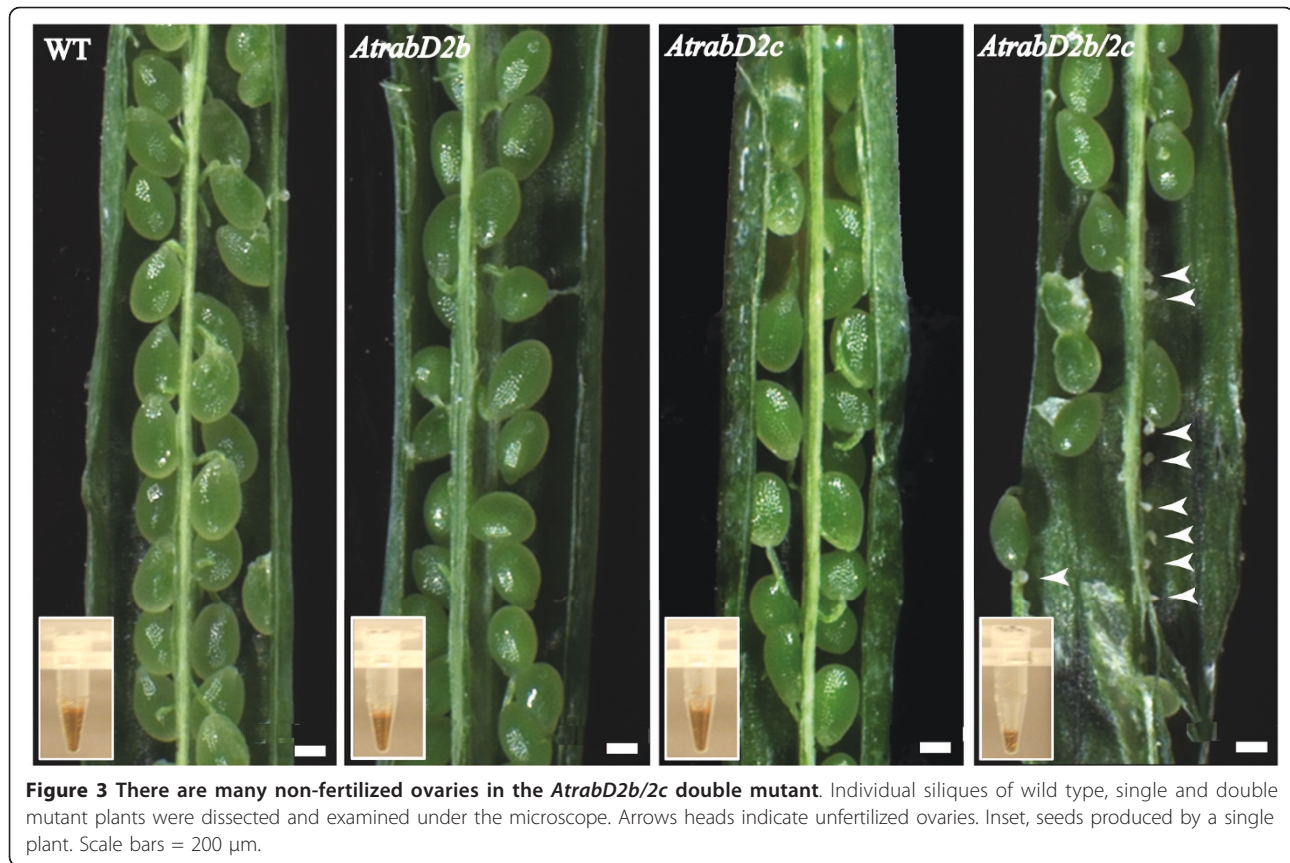 WT
AtrabD2b
AtrabD2c
AtrabD2b/2c
Figure 3 There are many non-fertilized ovaries in the AtrabD2b/2c double mutant. Individual siliques of wild type, single and double
mutant plants were dissected and examined under the microscope. Arrows heads indicate unfertilized ovaries. Inset, seeds produced by a single
plant. Scale bars = 200 μm.